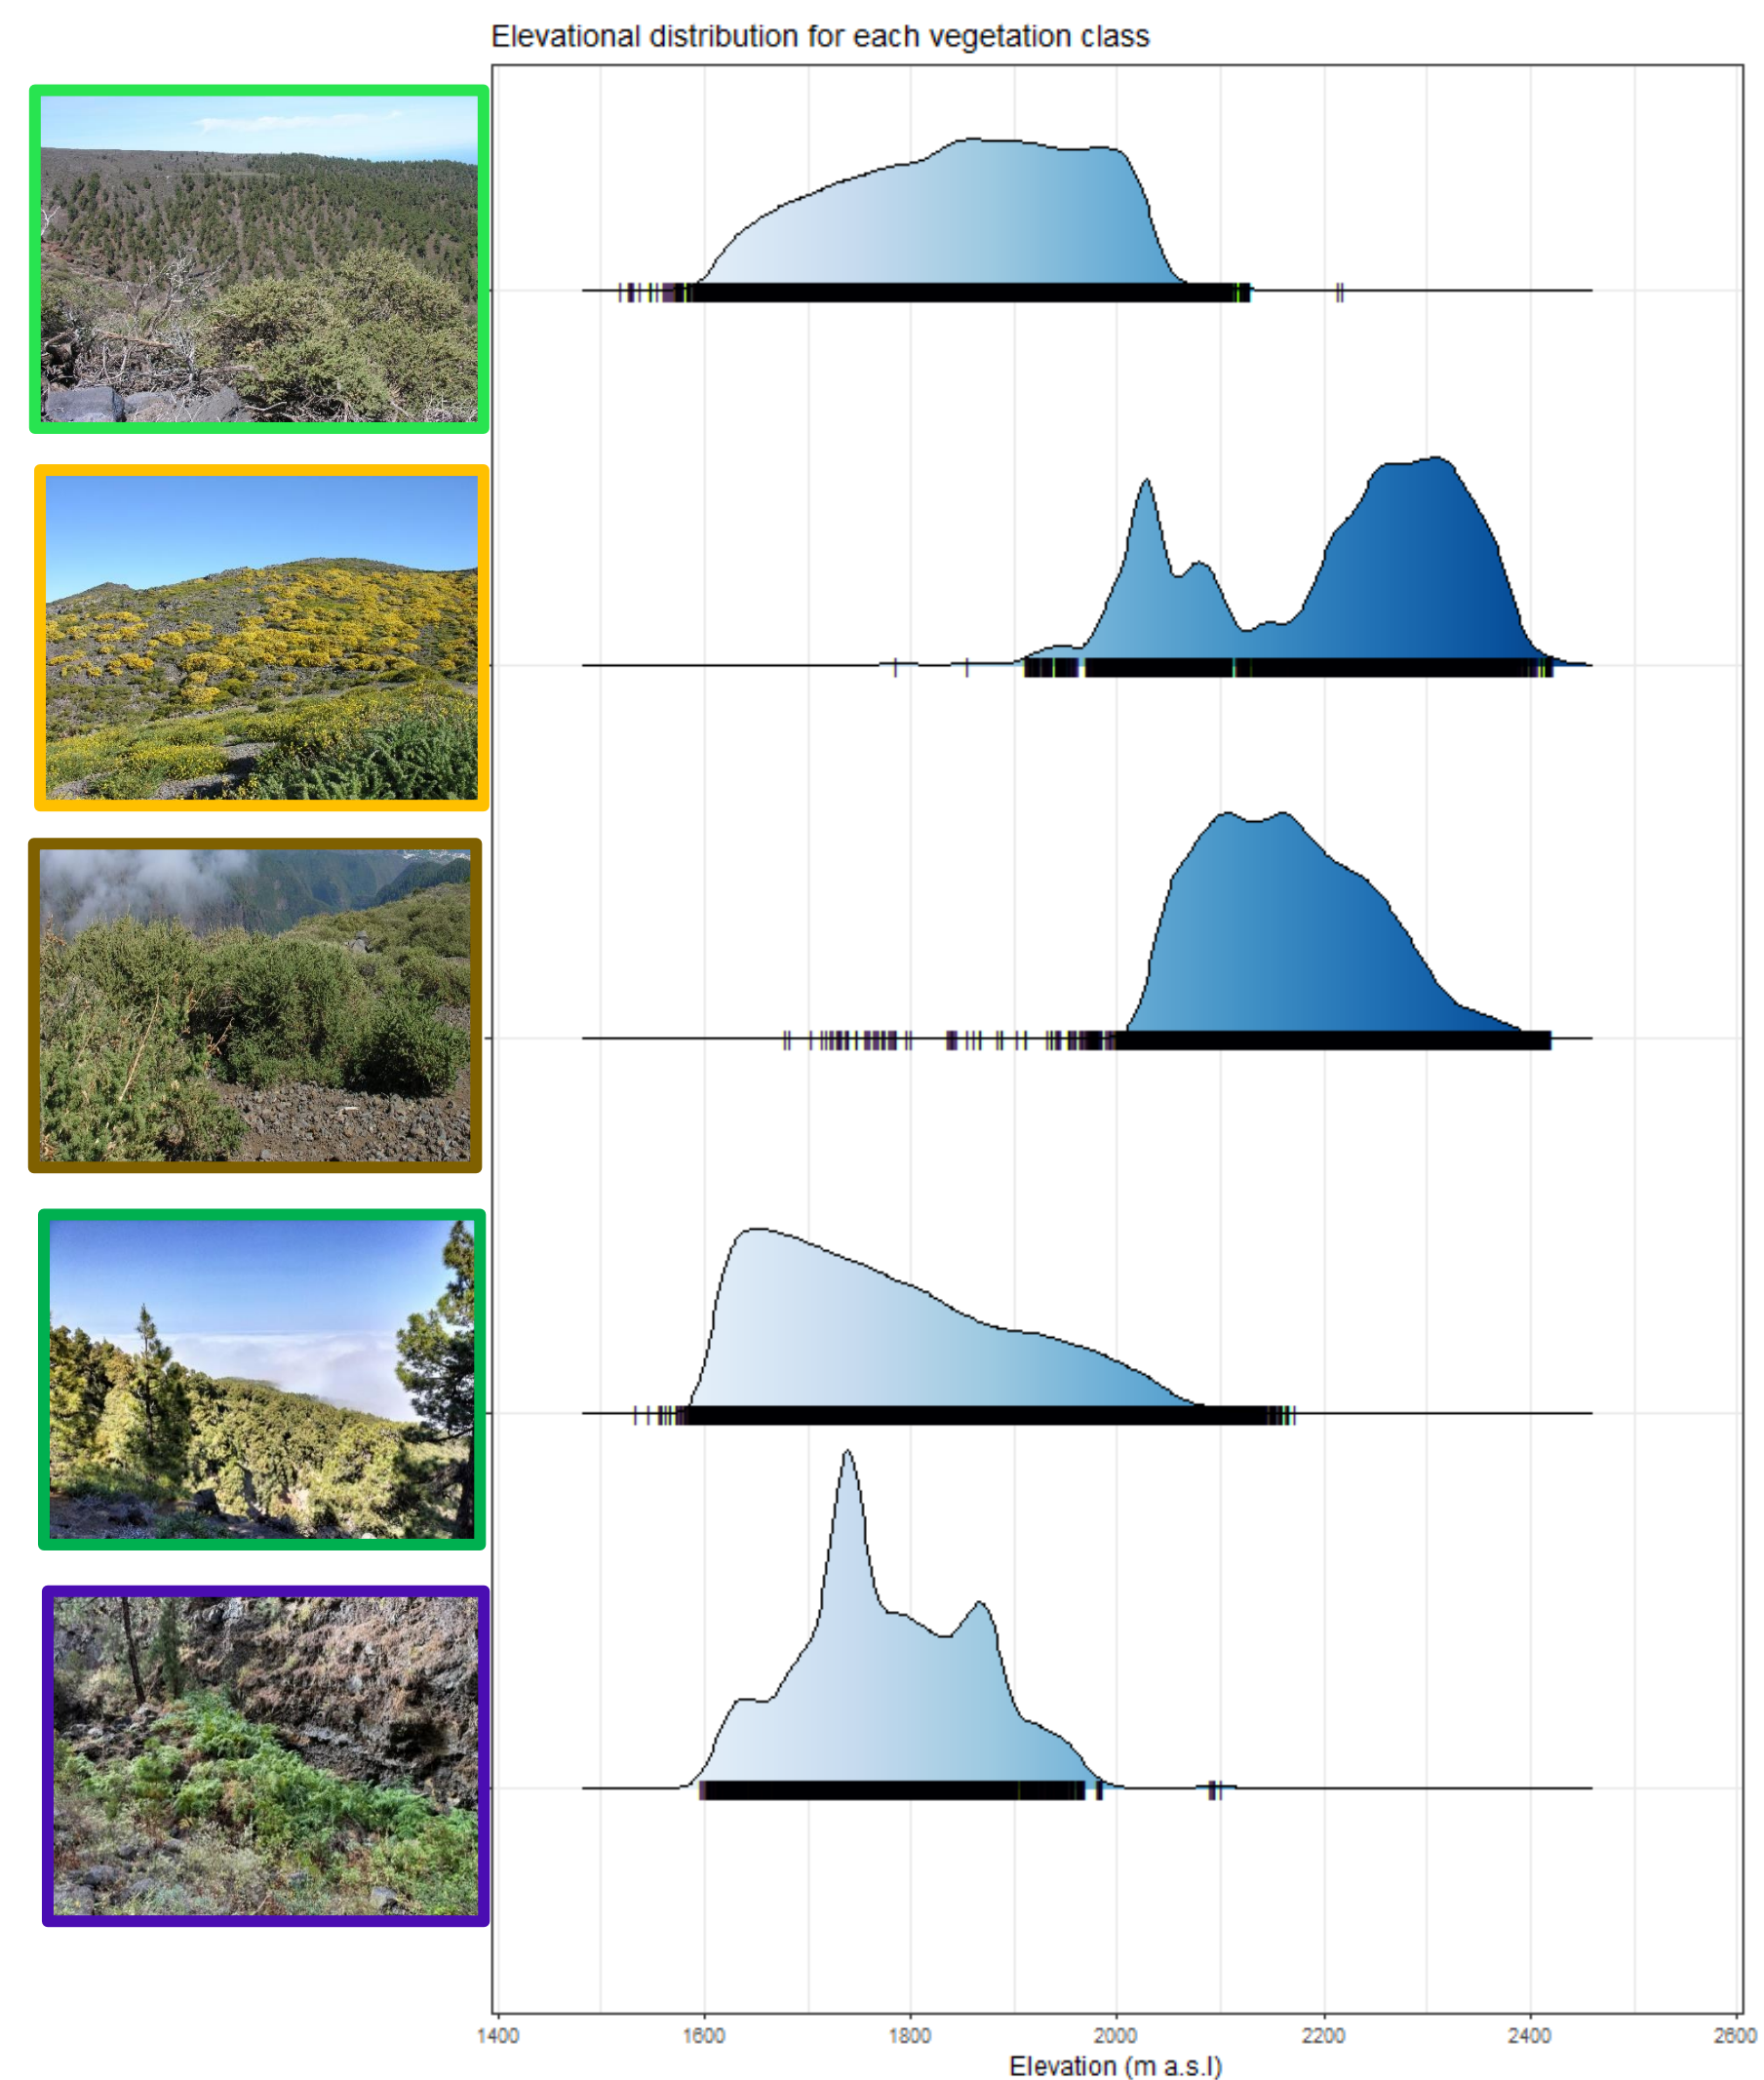 Elevational distribution for each vegetation class
1400 1600 1800 2000 2200 2400 2600
Elevation (m a.s.l)